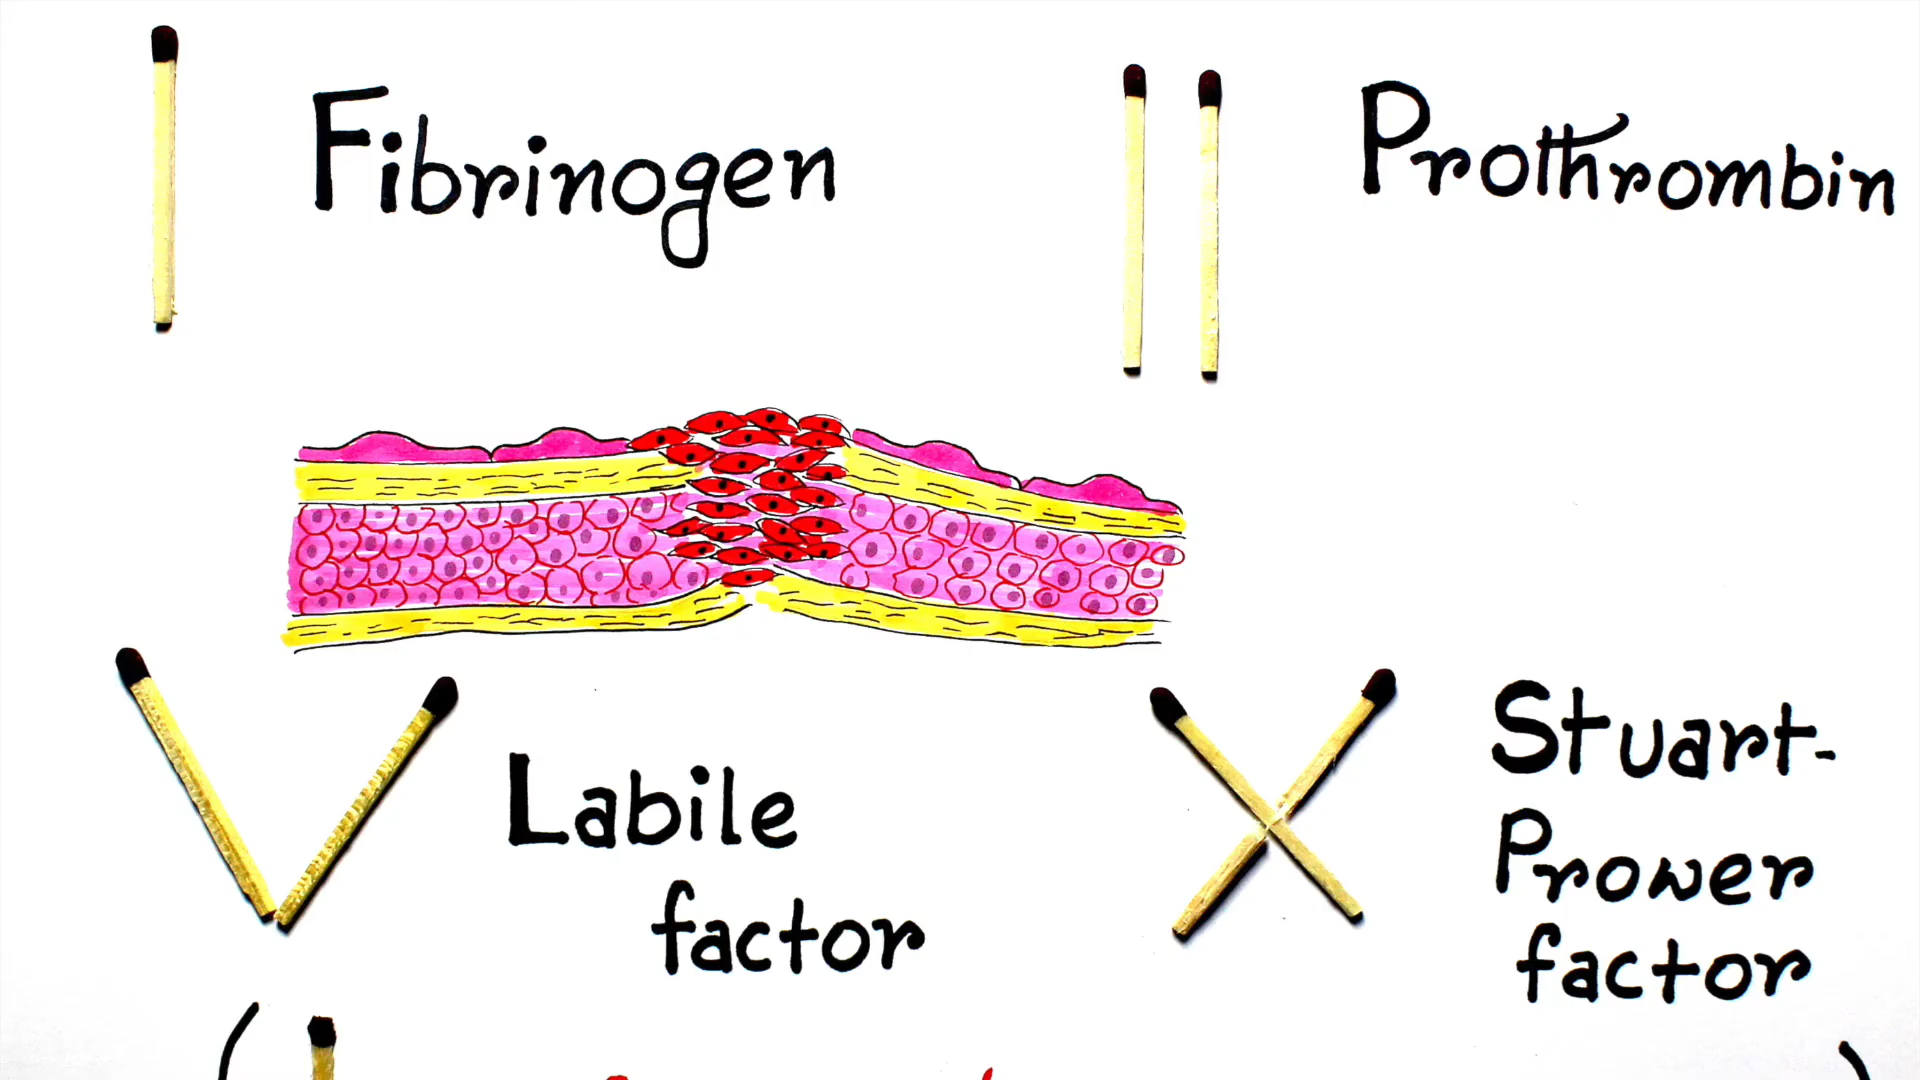 Fibrinogen
Prothrombin
Labile
factor
Stuart-
Prower
factor